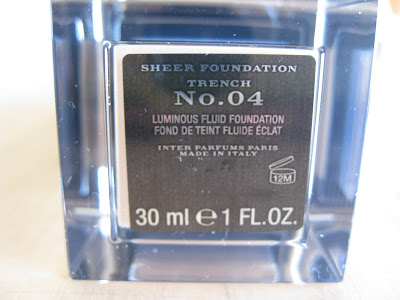 SHEER FOUNDATION
TRENCH
No.04
LUMINOUS FLUID FOUNDATION
FOND DE TEINT FLUIDE ÉCLAT
INTER PARFUMS PARIS
MADE IN ITALY
12M
30 ml e 1 FL.OZ.